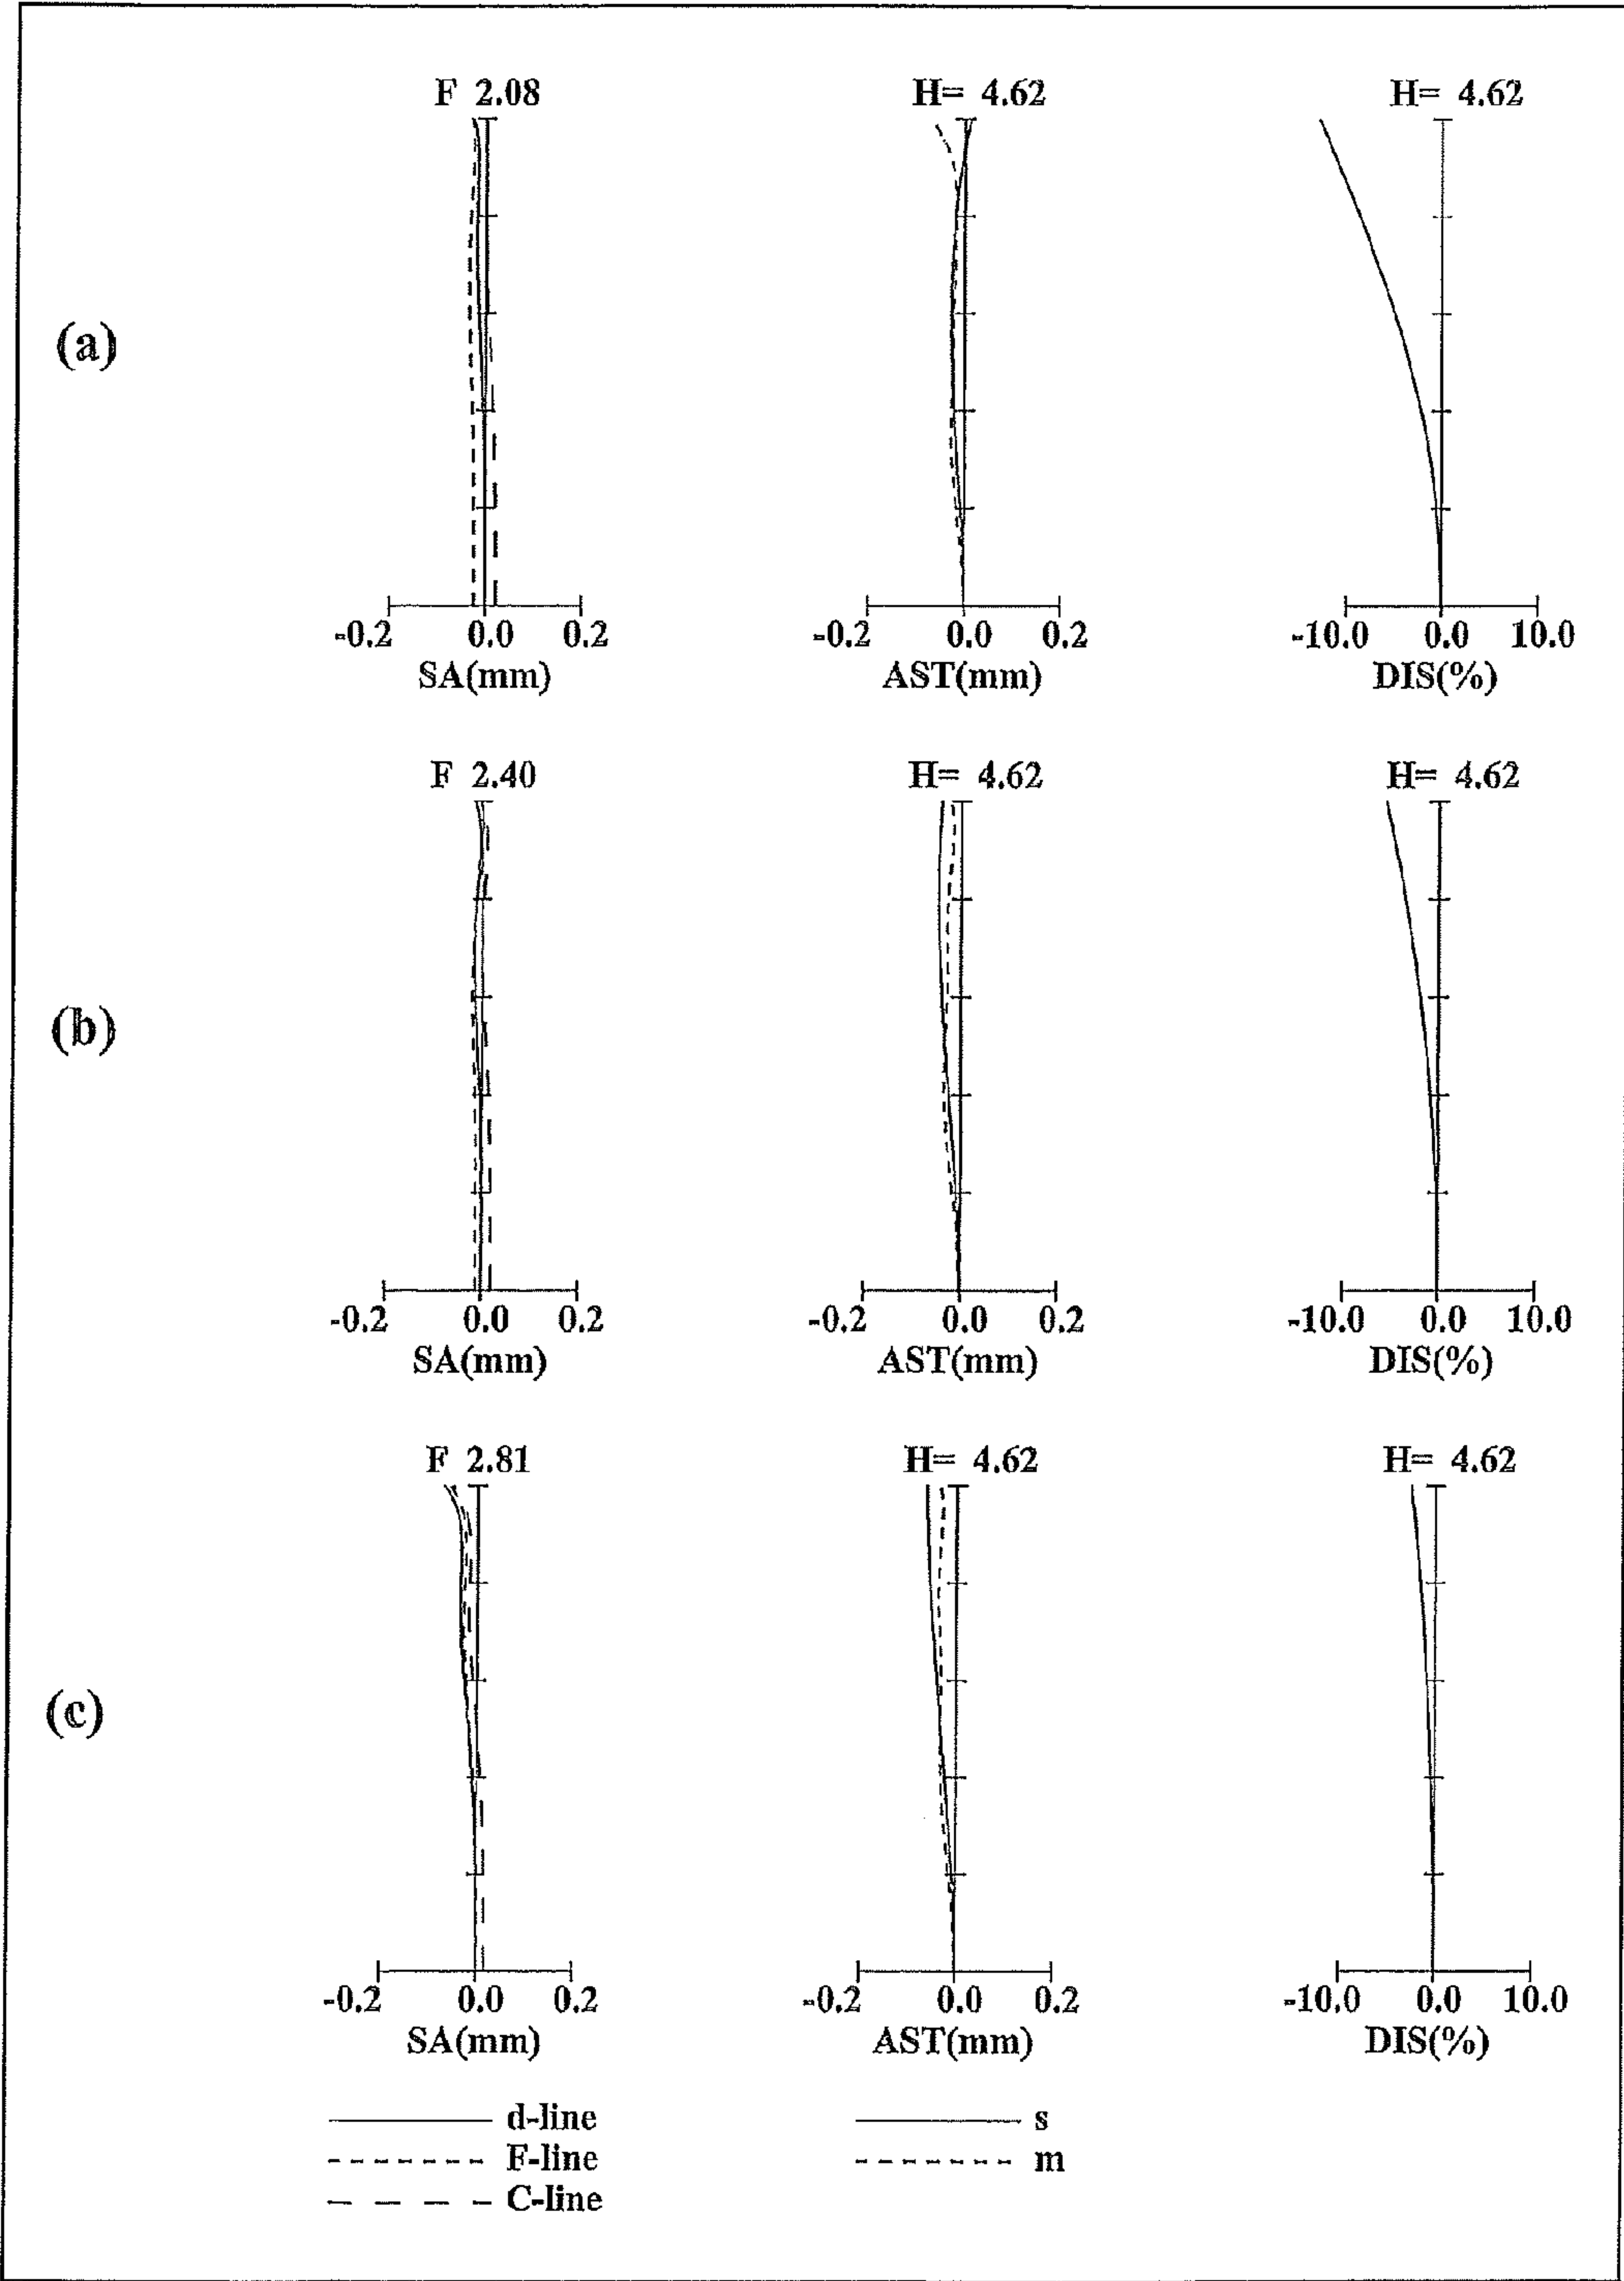 F 2.08 H= 4.62 H= 4.62
(a)
-0.2 0.0 0.2 -0.2 0.0 0.2 -10.0 0.0 10.0
SA(mm) AST(mm) DIS(%)
F 2.40 H= 4.62 H= 4.62
(b)
-0.2 0.0 0.2 -0.2 0.0 0.2 -10.0 0.0 10.0
SA(mm) AST(mm) DIS(%)
F 2.81 H= 4.62 H= 4.62
(c)
-0.2 0.0 0.2 -0.2 0.0 0.2 -10.0 0.0 10.0
SA(mm) AST(mm) DIS(%)
d-line s
F-line m
C-line